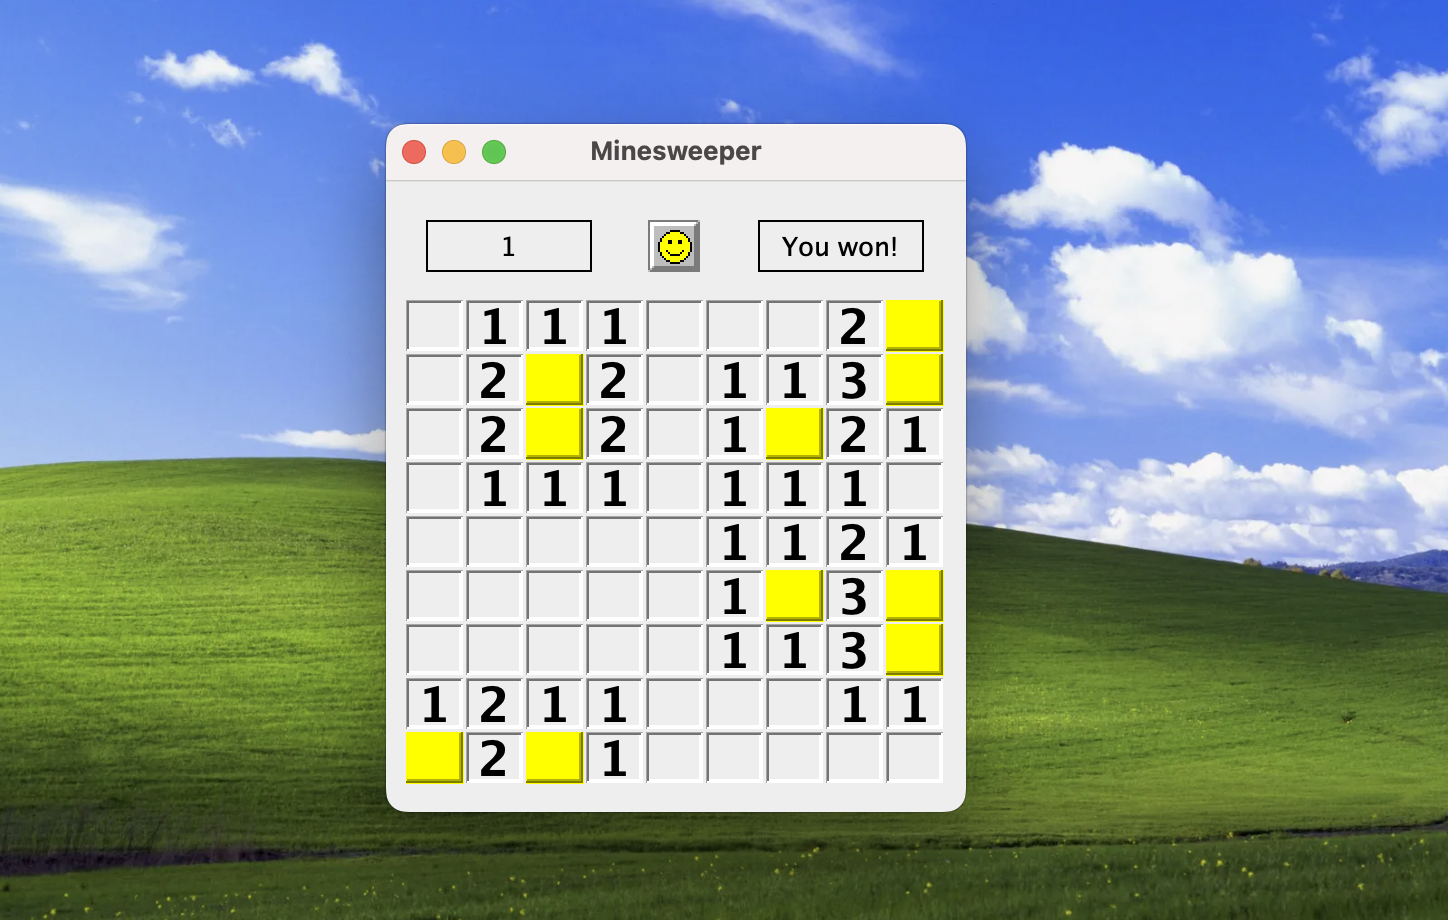 Minesweeper
1 You won!
1 1 1 2
2 2 1 1 3
2 2 1 2 1
1 1 1 1 1 1
1 1 2 1
1 3
1 1 3
1 2 1 1 1 1
2 1